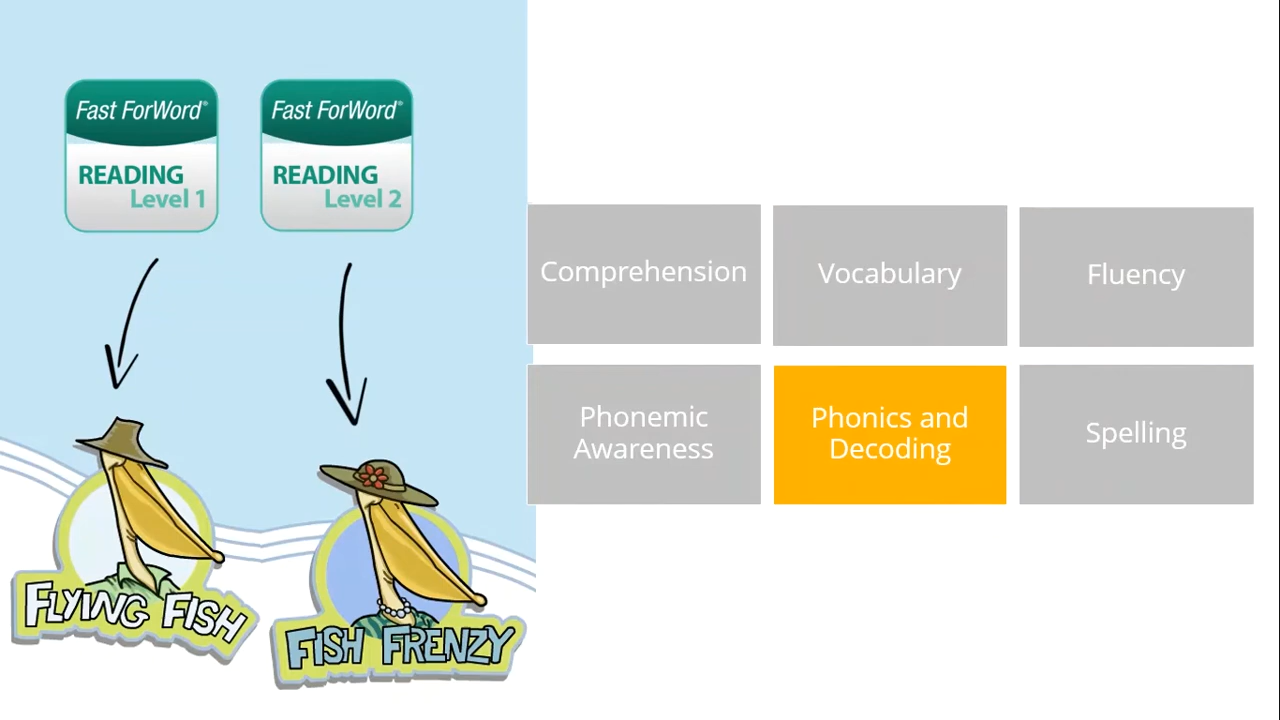 Fast ForWord®
READING
Level 1
Fast ForWord®
READING
Level 2
FLYING FISH
FISH FRENZY
Comprehension
Vocabulary
Fluency
Phonemic
Awareness
Phonics and
Decoding
Spelling